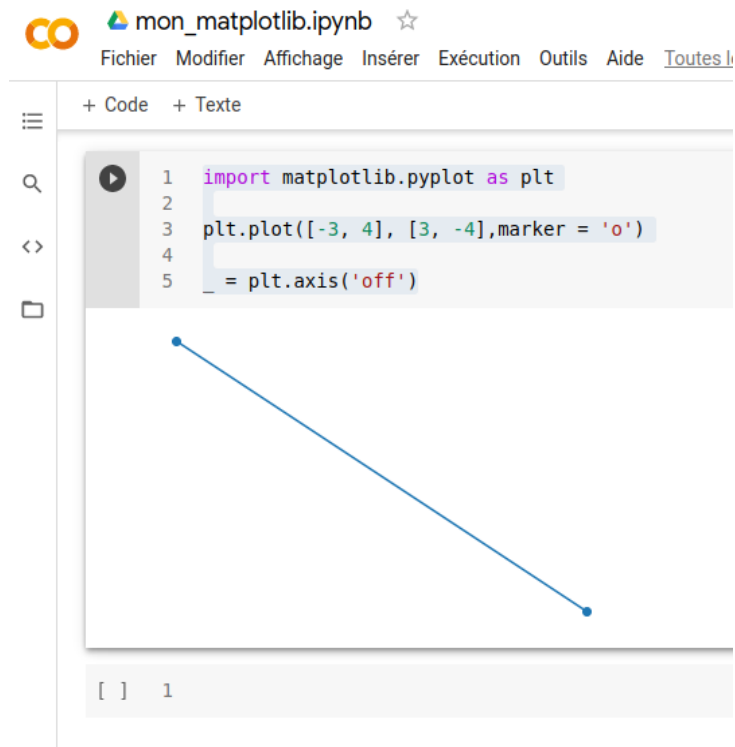 mon_matplotlib.ipynb
Fichier Modifier Affichage Insérer Exécution Outils Aide Toutes
+ Code + Texte
1 import matplotlib.pyplot as plt
2
3 plt.plot([-3, 4], [3, -4],marker = 'o')
4
5 _ = plt.axis('off')
[ ] 1